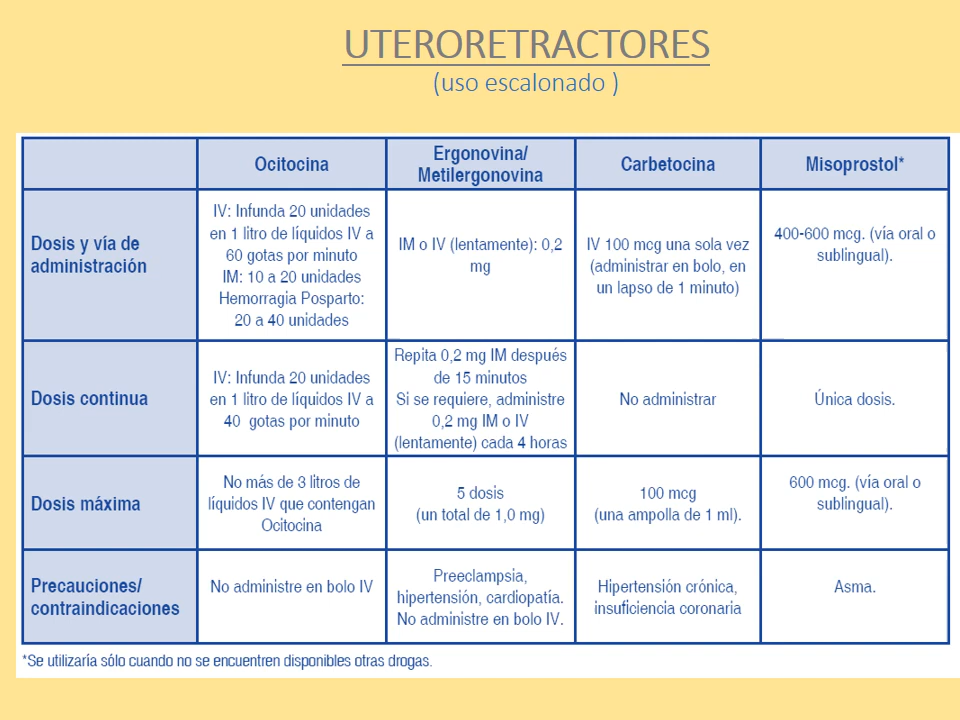 UTERORETRACTORES
(uso escalonado )
Ocitocina
Ergonovina/
Metilergonovina
Carbetocina
Misoprostol*
Dosis y vía de
administración
IV: Infunda 20 unidades
en 1 litro de líquidos IV a
60 gotas por minuto
IM: 10 a 20 unidades
Hemorragia Posparto:
20 a 40 unidades
IM o IV (lentamente): 0,2
mg
IV 100 mcg una sola vez
(administrar en bolo, en
un lapso de 1 minuto)
400-600 mcg. (vía oral o
sublingual).
Dosis continua
IV: Infunda 20 unidades
en 1 litro de líquidos IV a
40 gotas por minuto
Repita 0,2 mg IM después
de 15 minutos
Si se requiere, administre
0,2 mg IM o IV
(lentamente) cada 4 horas
No administrar
Única dosis.
Dosis máxima
No más de 3 litros de
líquidos IV que contengan
Ocitocina
5 dosis
(un total de 1,0 mg)
100 mcg
(una ampolla de 1 ml).
600 mcg. (vía oral o
sublingual).
Precauciones/
contraindicaciones
No administre en bolo IV
Preeclampsia,
hipertensión, cardiopatía.
No administre en bolo IV.
Hipertensión crónica,
insuficiencia coronaria
Asma.
*Se utilizaría sólo cuando no se encuentren disponibles otras drogas.